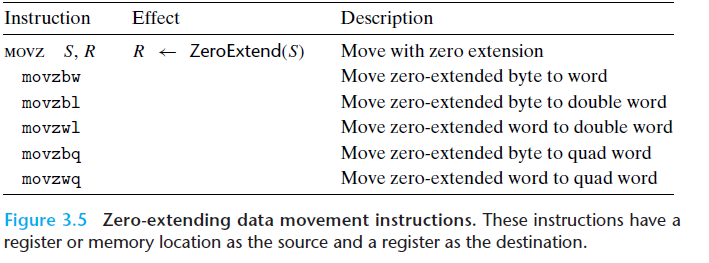 Instruction Effect Description
MOVZ S, R R ← ZeroExtend(S) Move with zero extension
movzbw Move zero-extended byte to word
movzbl Move zero-extended byte to double word
movzwl Move zero-extended word to double word
movzbq Move zero-extended byte to quad word
movzwq Move zero-extended word to quad word
Figure 3.5 Zero-extending data movement instructions. These instructions have a
register or memory location as the source and a register as the destination.